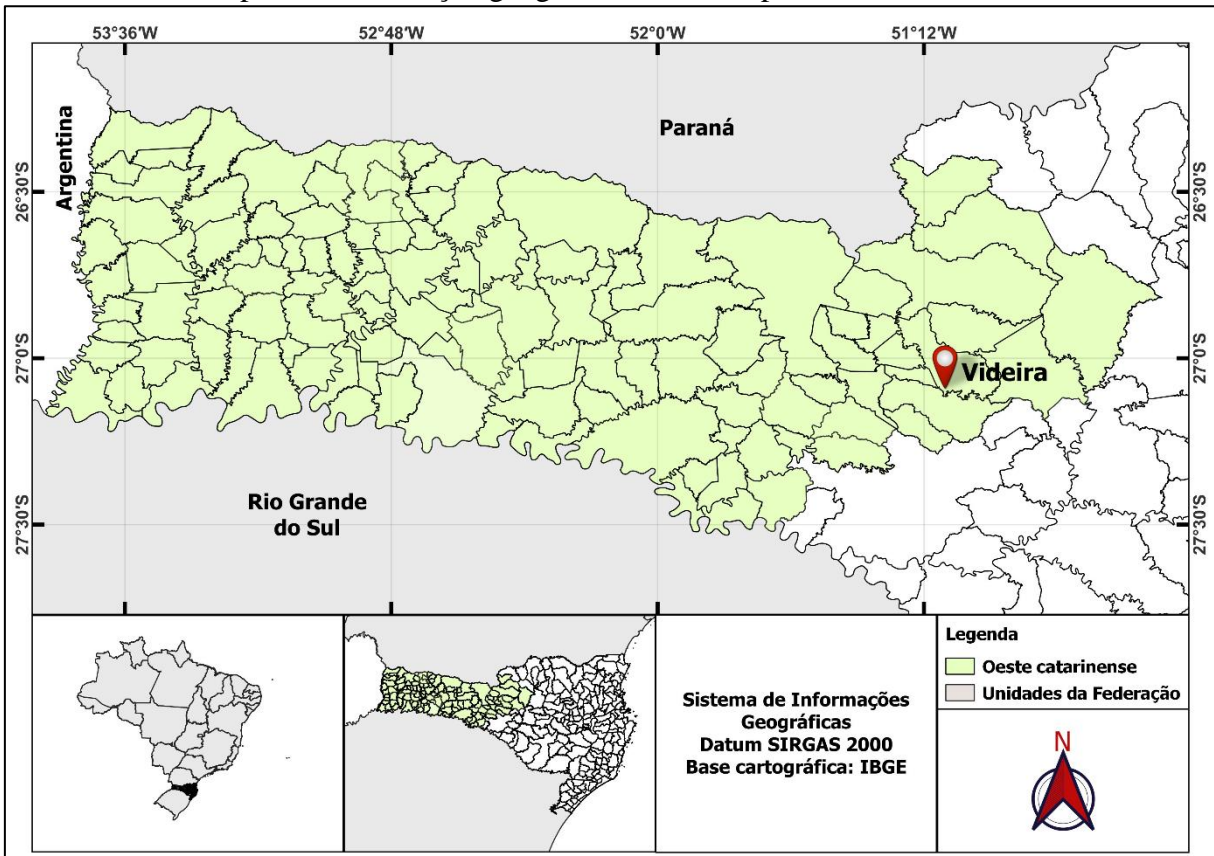 53°36'W 52°48'W 52°0'W 51°12'W
Argentina
Paraná
26°30'S 26°30'S
27°0'S 27°0'S
Videira
Rio Grande
do Sul
27°30'S 27°30'S
Sistema de Informações
Geográficas
Datum SIRGAS 2000
Base cartográfica: IBGE
Legenda
Oeste catarinense
Unidades da Federação
N